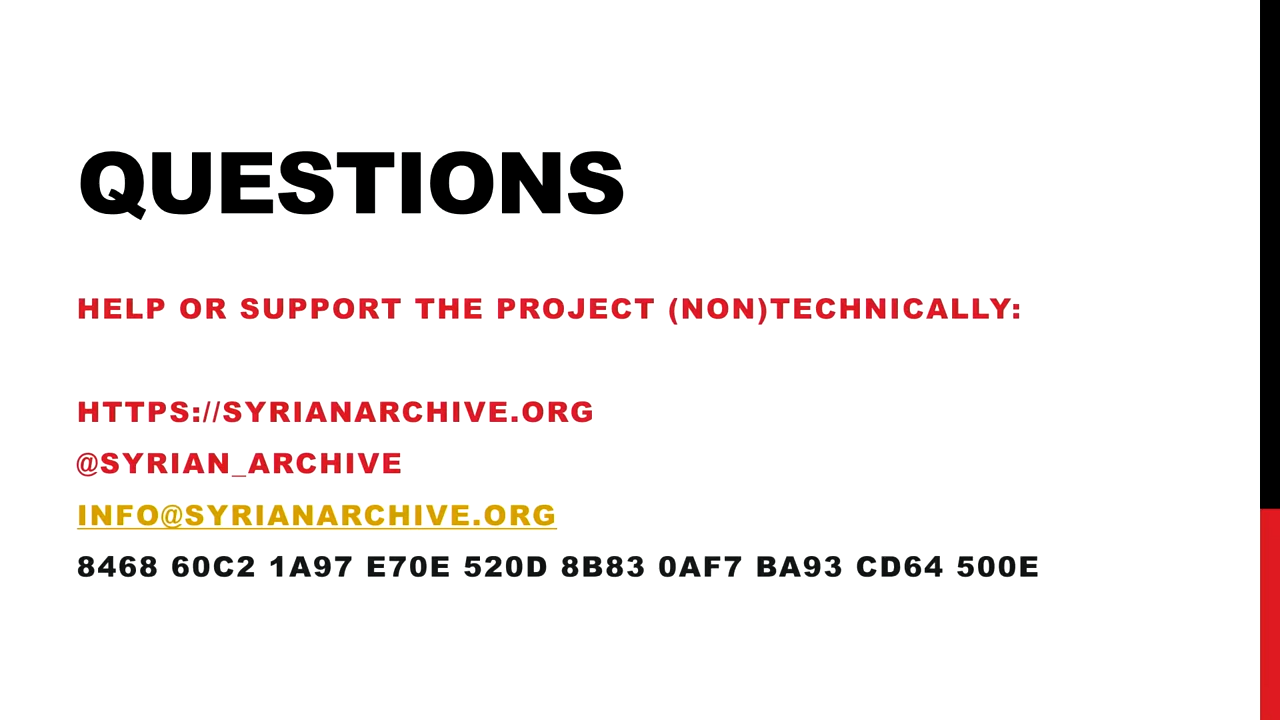 QUESTIONS
HELP OR SUPPORT THE PROJECT (NON)TECHNICALLY:
HTTPS://SYRIANARCHIVE.ORG
@SYRIAN_ARCHIVE
INFO@SYRIANARCHIVE.ORG
8468 60C2 1A97 E70E 520D 8B83 0AF7 BA93 CD64 500E